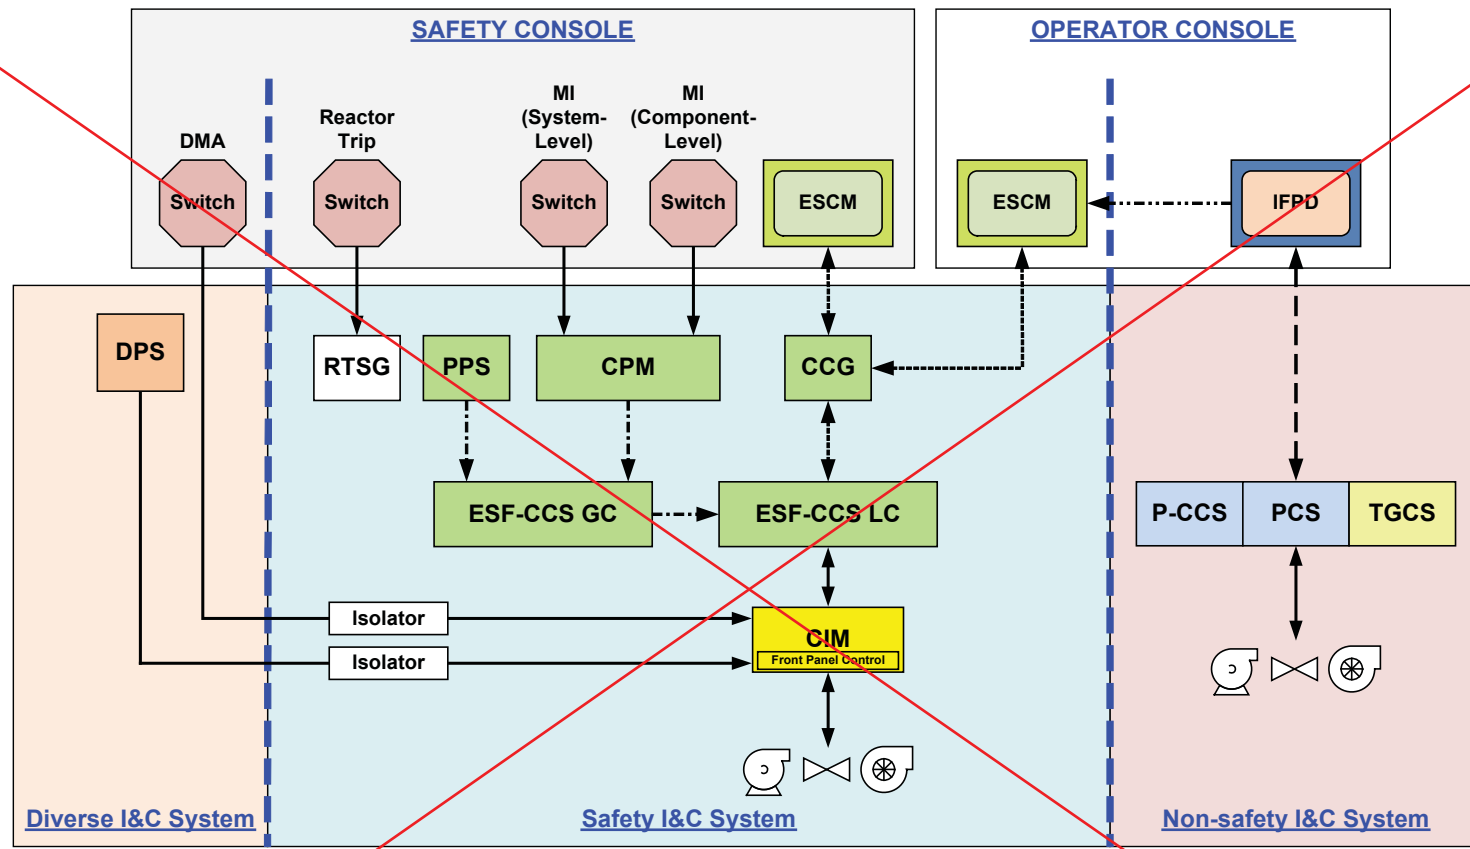 SAFETY CONSOLE
OPERATOR CONSOLE
DMA
Reactor
Trip
MI
(System-
Level)
MI
(Component-
Level)
Switch
Switch
Switch
Switch
ESCM
ESCM
IFPD
DPS
RTSG
PPS
CPM
CCG
ESF-CCS GC
ESF-CCS LC
P-CCS
PCS
TGCS
Isolator
Isolator
CIM
Front Panel Control
Diverse I&C System
Safety I&C System
Non-safety I&C System